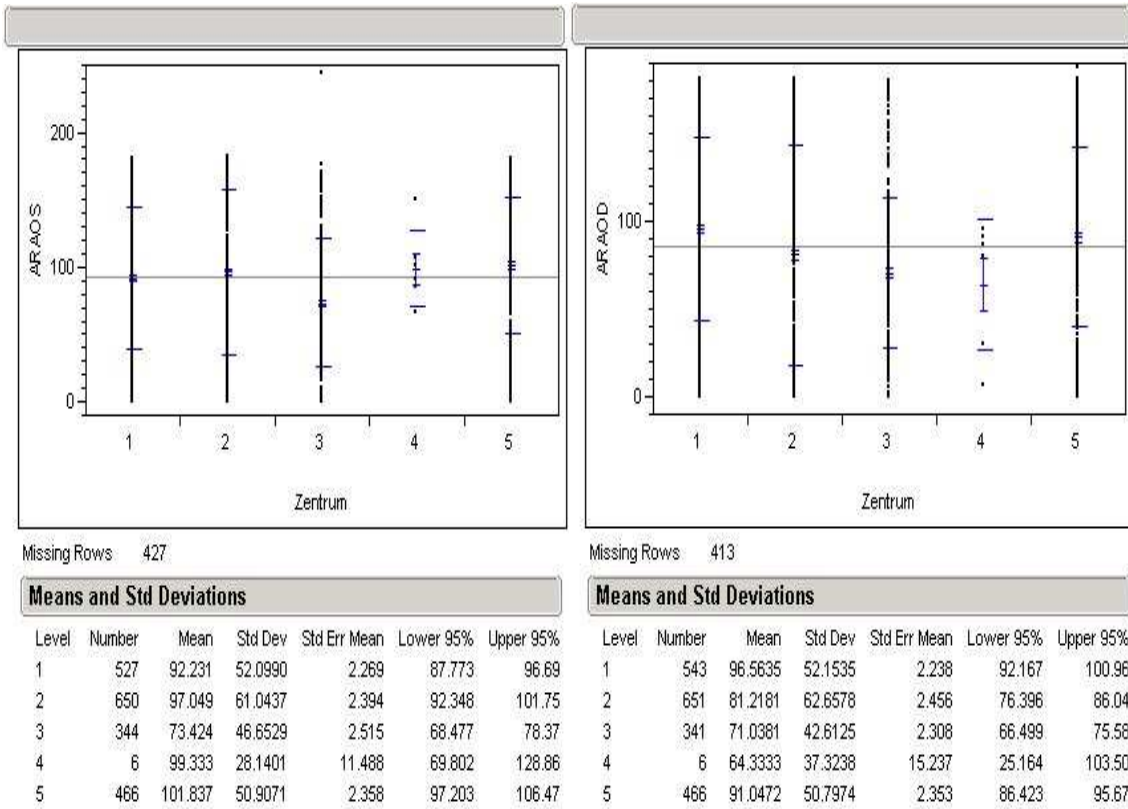 200
ARAOS
100
0
1 2 3 4 5
Zentrum
Missing Rows 427
Means and Std Deviations
Level Number Mean Std Dev Std Err Mean Lower 95% Upper 95%
1 527 92.231 52.0990 2.269 87.773 96.69
2 650 97.049 61.0437 2.394 92.348 101.75
3 344 73.424 46.6529 2.515 68.477 78.37
4 6 99.333 28.1401 11.488 69.802 128.86
5 466 101.837 50.9071 2.358 97.203 106.47
ARAOD
100
0
1 2 3 4 5
Zentrum
Missing Rows 413
Means and Std Deviations
Level Number Mean Std Dev Std Err Mean Lower 95% Upper 95%
1 543 96.5635 52.1535 2.238 92.167 100.96
2 651 81.2181 62.6578 2.456 76.396 86.04
3 341 71.0381 42.6125 2.308 66.499 75.58
4 6 64.3333 37.3238 15.237 25.164 103.50
5 466 91.0472 50.7974 2.353 86.423 95.67